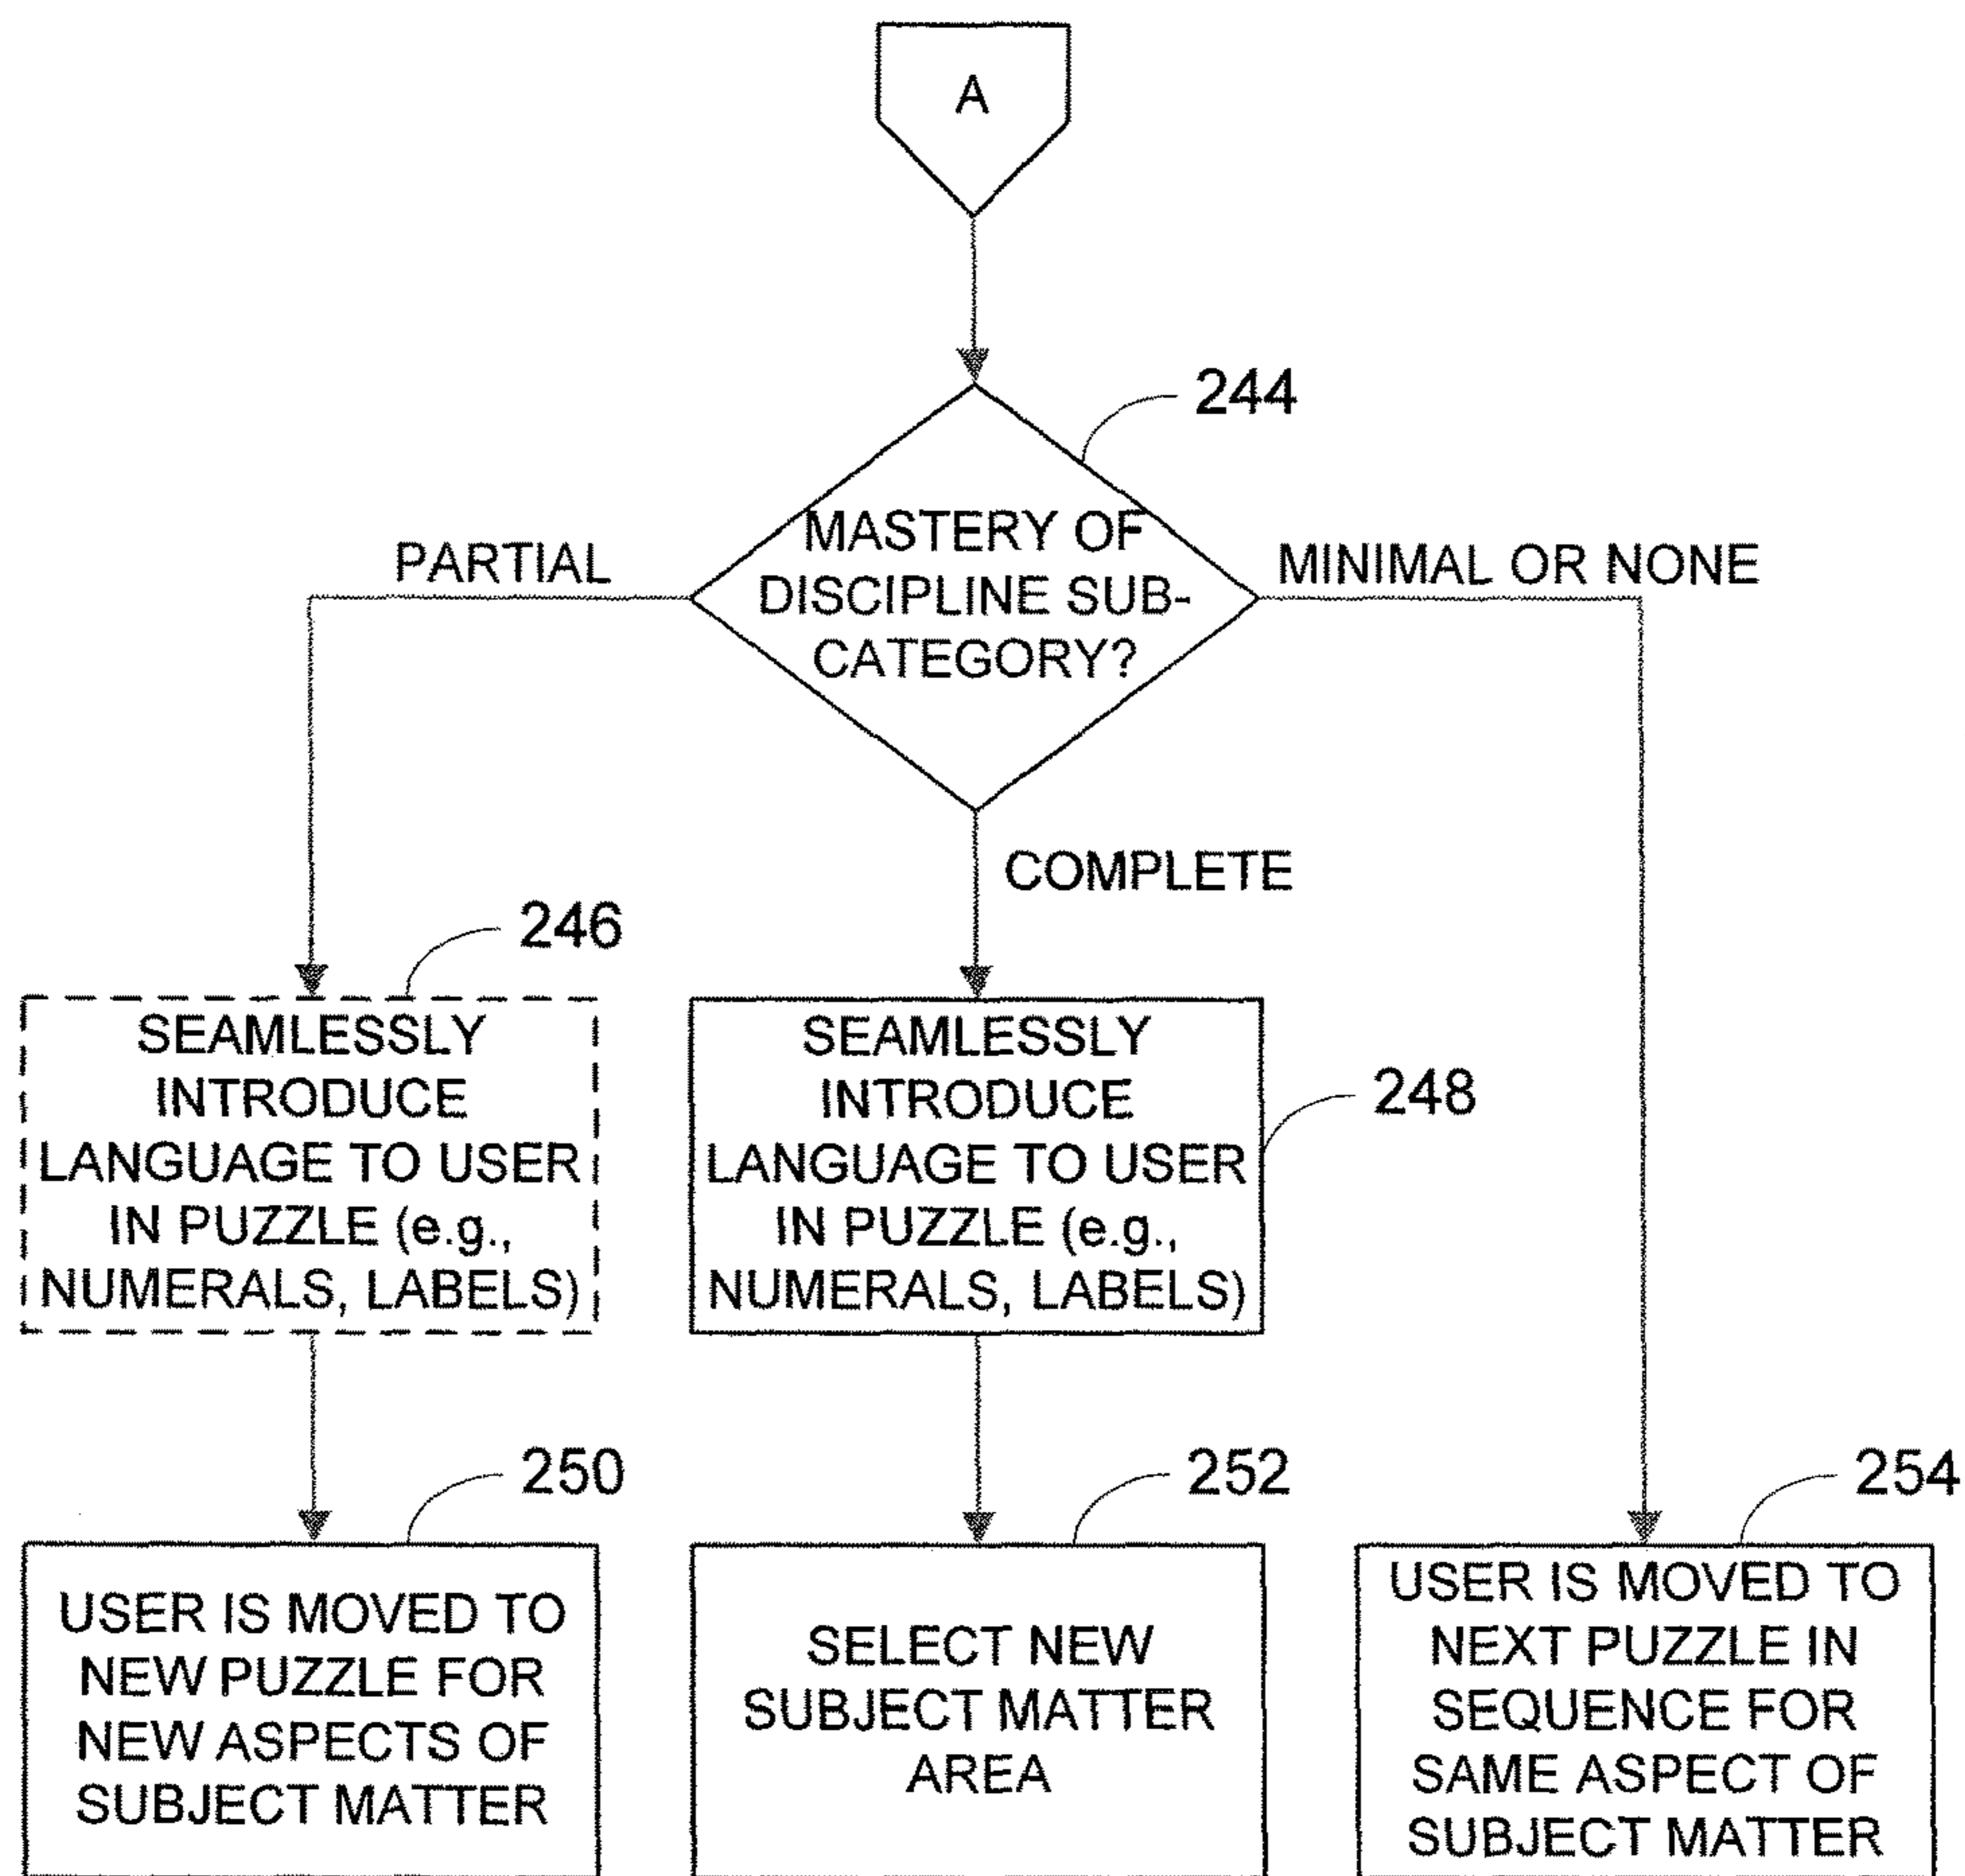 A
244
MASTERY OF
DISCIPLINE SUB-
CATEGORY?
PARTIAL
MINIMAL OR NONE
COMPLETE
246
SEAMLESSLY
INTRODUCE
LANGUAGE TO USER
IN PUZZLE (e.g.,
NUMERALS, LABELS)
248
SEAMLESSLY
INTRODUCE
LANGUAGE TO USER
IN PUZZLE (e.g.,
NUMERALS, LABELS)
250
USER IS MOVED TO
NEW PUZZLE FOR
NEW ASPECTS OF
SUBJECT MATTER
252
SELECT NEW
SUBJECT MATTER
AREA
254
USER IS MOVED TO
NEXT PUZZLE IN
SEQUENCE FOR
SAME ASPECT OF
SUBJECT MATTER